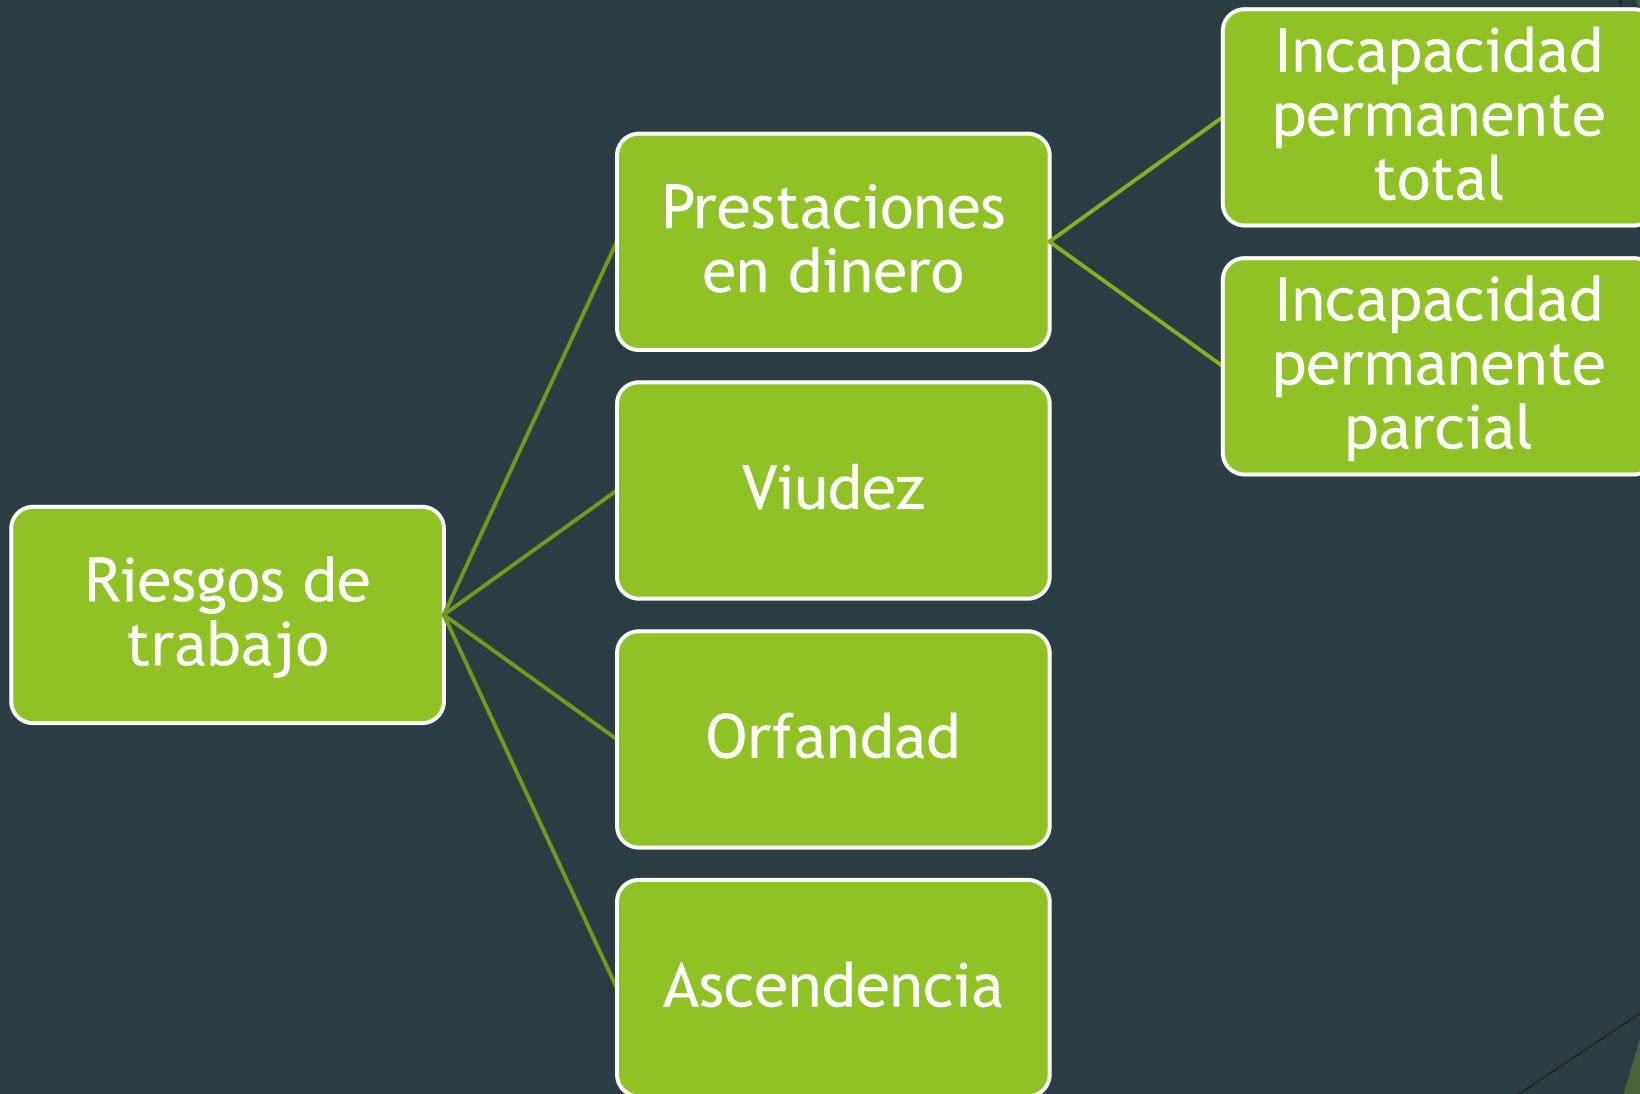 Riesgos de
trabajo
Prestaciones
en dinero
Incapacidad
permanente
total
Incapacidad
permanente
parcial
Viudez
Orfandad
Ascendencia